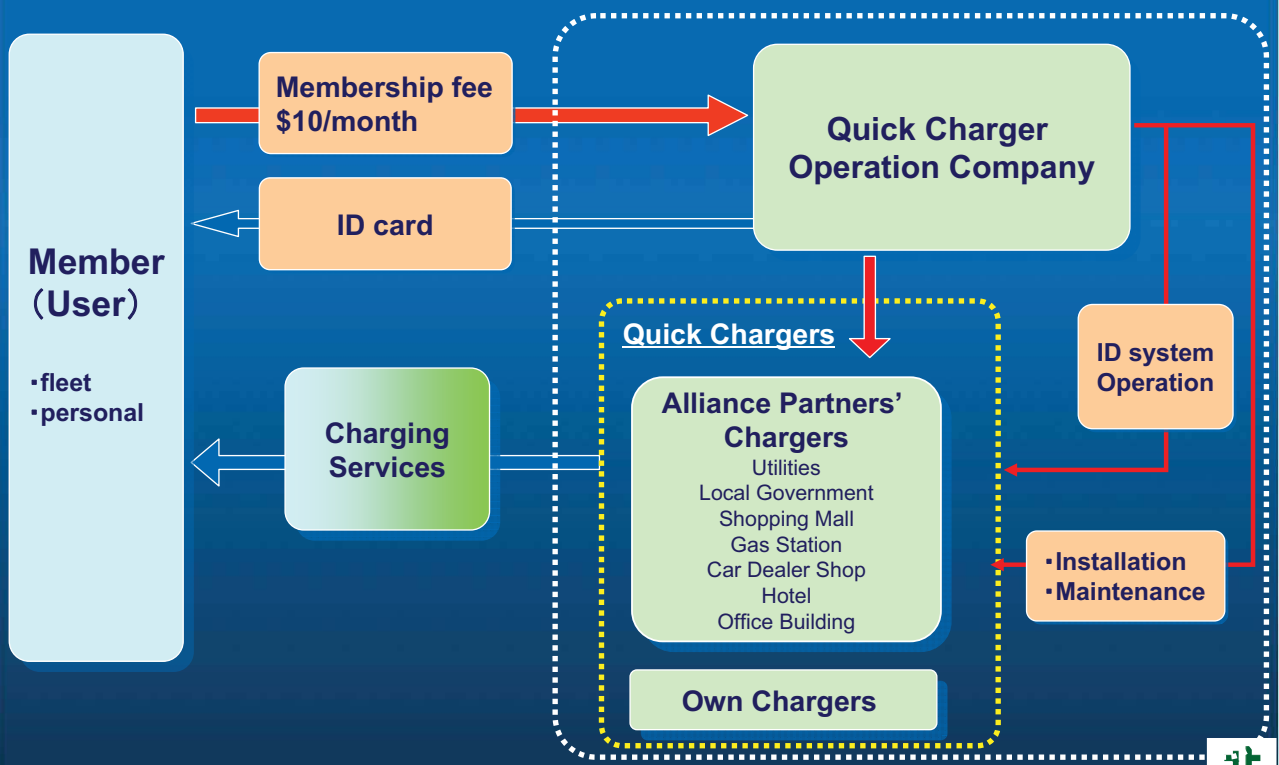 Membership fee
$10/month
Quick Charger
Operation Company
ID card
Member
（User）
・fleet
・personal
Quick Chargers
ID system
Operation
Charging
Services
Alliance Partners’
Chargers
Utilities
Local Government
Shopping Mall
Gas Station
Car Dealer Shop
Hotel
Office Building
・Installation
・Maintenance
Own Chargers